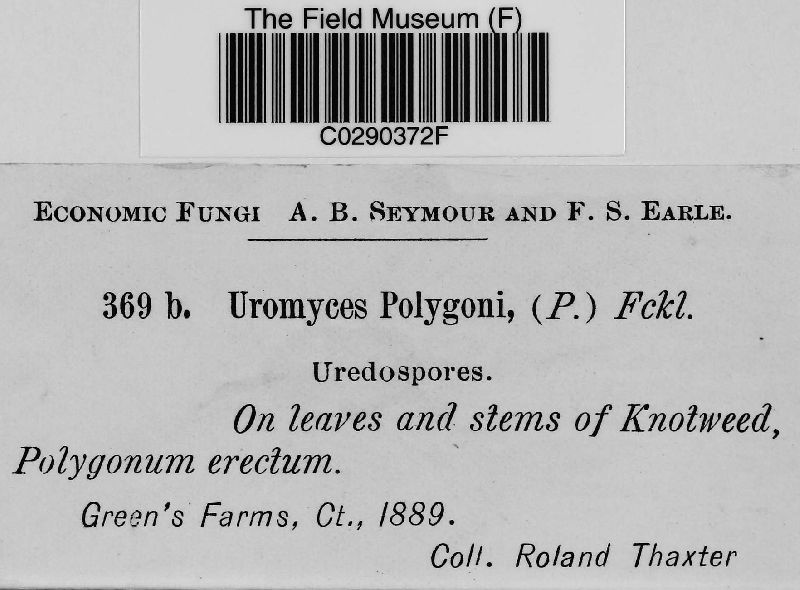 The Field Museum (F)
C0290372F
Economic Fungi A. B. Seymour and F. S. Earle.
369 b. Uromyces Polygoni, (P.) Fckl.
Uredospores.
On leaves and stems of Knotweed,
Polygonum erectum.
Green's Farms, Ct., 1889.
Coll. Roland Thaxter